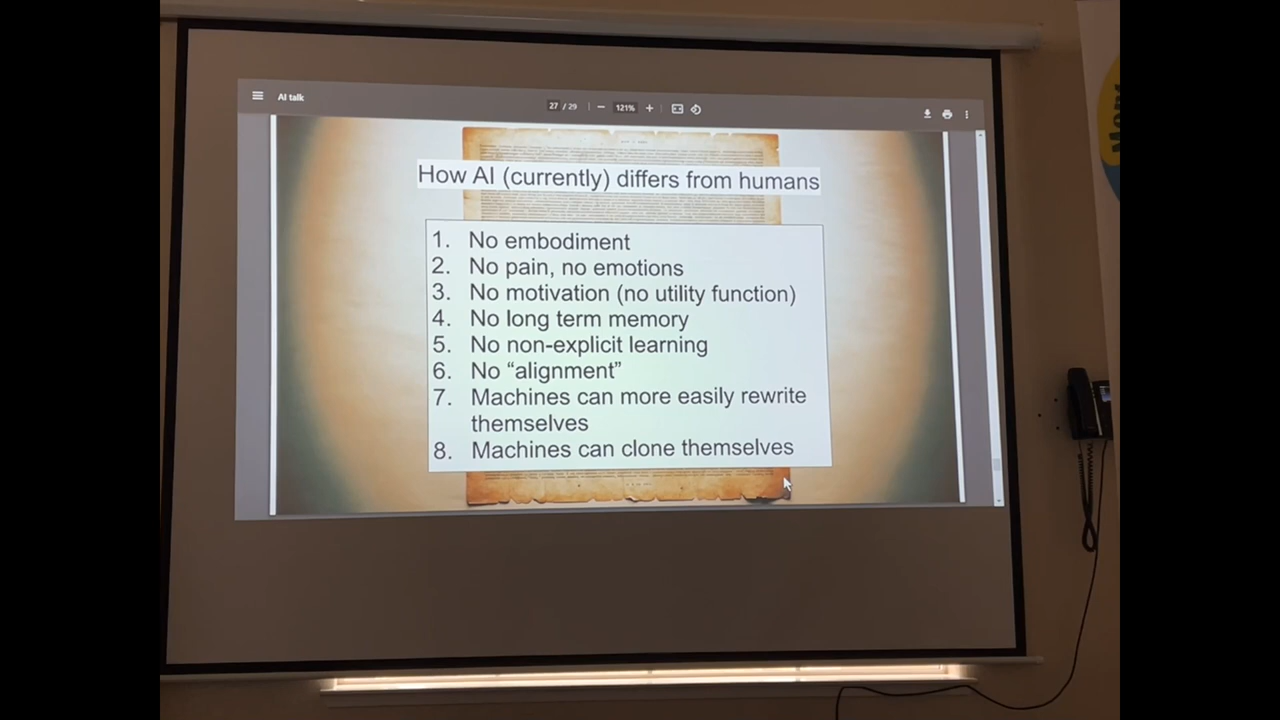 AI talk
27 / 29
121%
How AI (currently) differs from humans
1. No embodiment
2. No pain, no emotions
3. No motivation (no utility function)
4. No long term memory
5. No non-explicit learning
6. No “alignment”
7. Machines can more easily rewrite
themselves
8. Machines can clone themselves